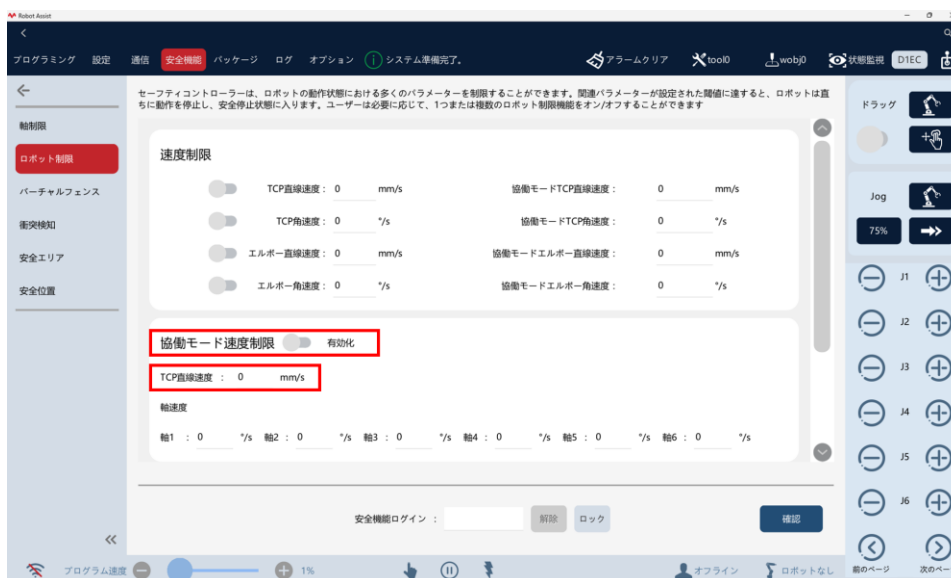 Robot Assist
プログラミング 設定 通信 安全機能 パッケージ ログ オプション システム準備完了。 アラームクリア tool0 wobj0 状態監視 D1EC
セーフティコントローラーは、ロボットの動作状態における多くのパラメーターを制限することができます。関連パラメーターが設定された閾値に達すると、ロボットは直
ちに動作を停止し、安全停止状態に入ります。ユーザーは必要に応じて、1つまたは複数のロボット制限機能をオン/オフすることができます
軸制限
ロボット制限
バーチャルフェンス
衝突検知
安全エリア
安全位置
速度制限
TCP直線速度： 0 mm/s 協働モードTCP直線速度： 0 mm/s
TCP角速度： 0 °/s 協働モードTCP角速度： 0 °/s
エルボー直線速度： 0 mm/s 協働モードエルボー直線速度： 0 mm/s
エルボー角速度： 0 °/s 協働モードエルボー角速度： 0 °/s
協働モード速度制限 有効化
TCP直線速度 ： 0 mm/s
軸速度
軸1 ：0 °/s 軸2 ：0 °/s 軸3 ：0 °/s 軸4 ：0 °/s 軸5 ：0 °/s 軸6 ：0 °/s
安全機能ログイン ： 解除 ロック 確認
ドラッグ
Jog
75%
J1
J2
J3
J4
J5
J6
前のページ 次のページ
プログラム速度 1% オフライン ロボットなし